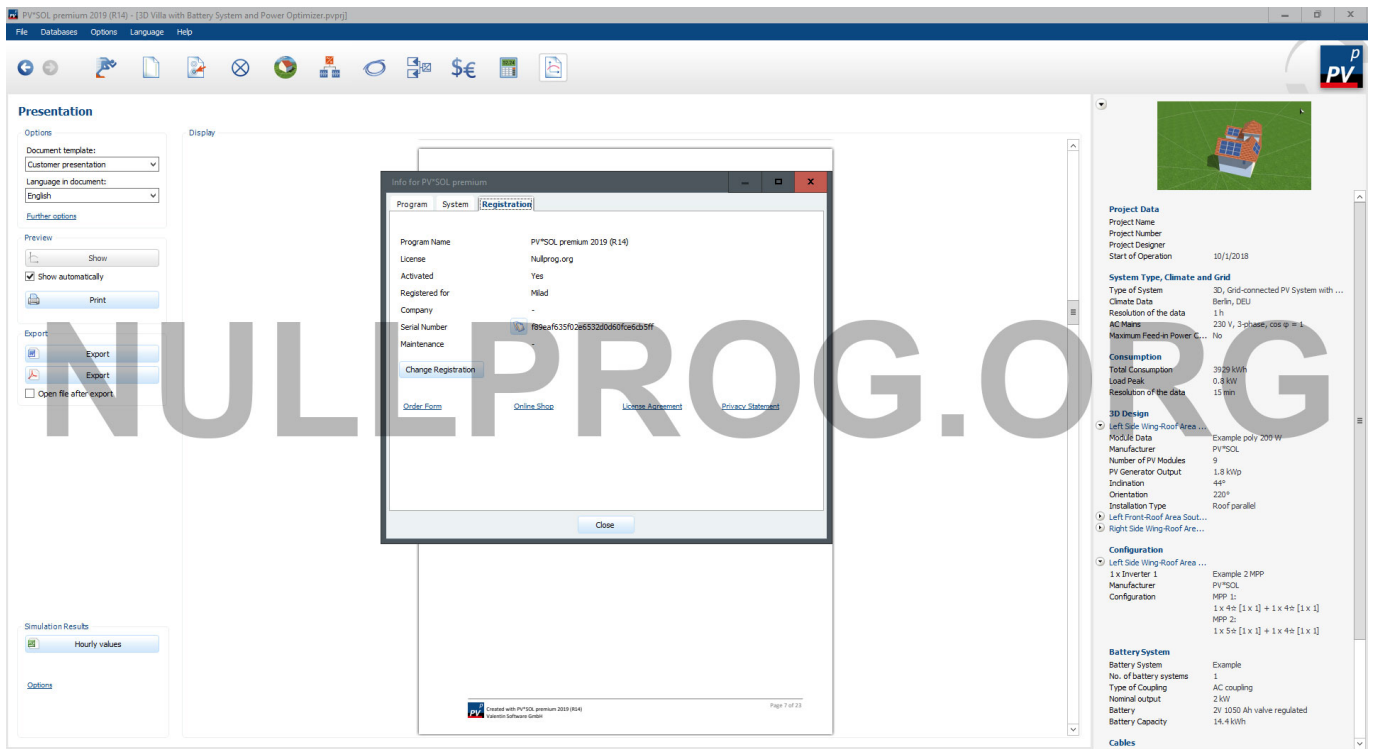 PV*SOL premium 2019 (R14) - [3D Villa with Battery System and Power Optimizer.pvprj]
File Databases Options Language Help
$€
p
PV
Presentation
Options
Document template:
Customer presentation
Language in document:
English
Further options
Preview
Show
Show automatically
Print
Export
Export
Export
Open file after export
Simulation Results
Hourly values
Options
Display
Info for PV*SOL premium
Program System Registration
Program Name PV*SOL premium 2019 (R14)
License Nullprog.org
Activated Yes
Registered for Milad
Company -
Serial Number f89eaf635f02e6532d0d60fce6cb5ff
Maintenance -
Change Registration
Order Form Online Shop License Agreement Privacy Statement
Close
Created with PV*SOL premium 2019 (R14)
Valentin Software GmbH
Page 7 of 23
NULLPROG.ORG
Project Data
Project Name
Project Number
Project Designer
Start of Operation 10/1/2018
System Type, Climate and Grid
Type of System 3D, Grid-connected PV System with ...
Climate Data Berlin, DEU
Resolution of the data 1 h
AC Mains 230 V, 3-phase, cos φ = 1
Maximum Feed-in Power C... No
Consumption
Total Consumption 3929 kWh
Load Peak 0.8 kW
Resolution of the data 15 min
3D Design
Left Side Wing-Roof Area ...
Module Data Example poly 200 W
Manufacturer PV*SOL
Number of PV Modules 9
PV Generator Output 1.8 kWp
Inclination 44°
Orientation 220°
Installation Type Roof parallel
Left Front-Roof Area Sout...
Right Side Wing-Roof Are...
Configuration
Left Side Wing-Roof Area ...
1 x Inverter 1 Example 2 MPP
Manufacturer PV*SOL
Configuration MPP 1:
1 x 4☆ [1 x 1] + 1 x 4☆ [1 x 1]
MPP 2:
1 x 5☆ [1 x 1] + 1 x 4☆ [1 x 1]
Battery System
Battery System Example
No. of battery systems 1
Type of Coupling AC coupling
Nominal output 2 kW
Battery 2V 1050 Ah valve regulated
Battery Capacity 14.4 kWh
Cables